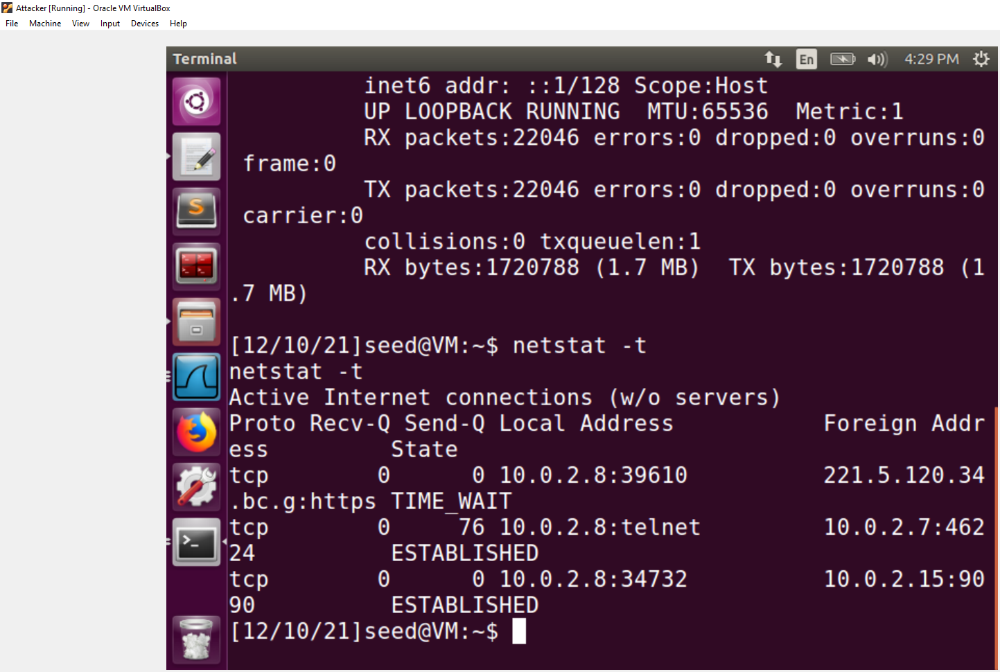 Attacker [Running] - Oracle VM VirtualBox
File Machine View Input Devices Help
Terminal En 4:29 PM
inet6 addr: ::1/128 Scope:Host
UP LOOPBACK RUNNING  MTU:65536  Metric:1
RX packets:22046 errors:0 dropped:0 overruns:0
frame:0
TX packets:22046 errors:0 dropped:0 overruns:0
carrier:0
collisions:0 txqueuelen:1
RX bytes:1720788 (1.7 MB)  TX bytes:1720788 (1
.7 MB)
[12/10/21]seed@VM:~$ netstat -t
netstat -t
Active Internet connections (w/o servers)
Proto Recv-Q Send-Q Local Address           Foreign Addr
ess         State
tcp        0      0 10.0.2.8:39610          221.5.120.34
.bc.g:https TIME_WAIT
tcp        0     76 10.0.2.8:telnet         10.0.2.7:462
24          ESTABLISHED
tcp        0      0 10.0.2.8:34732          10.0.2.15:90
90          ESTABLISHED
[12/10/21]seed@VM:~$